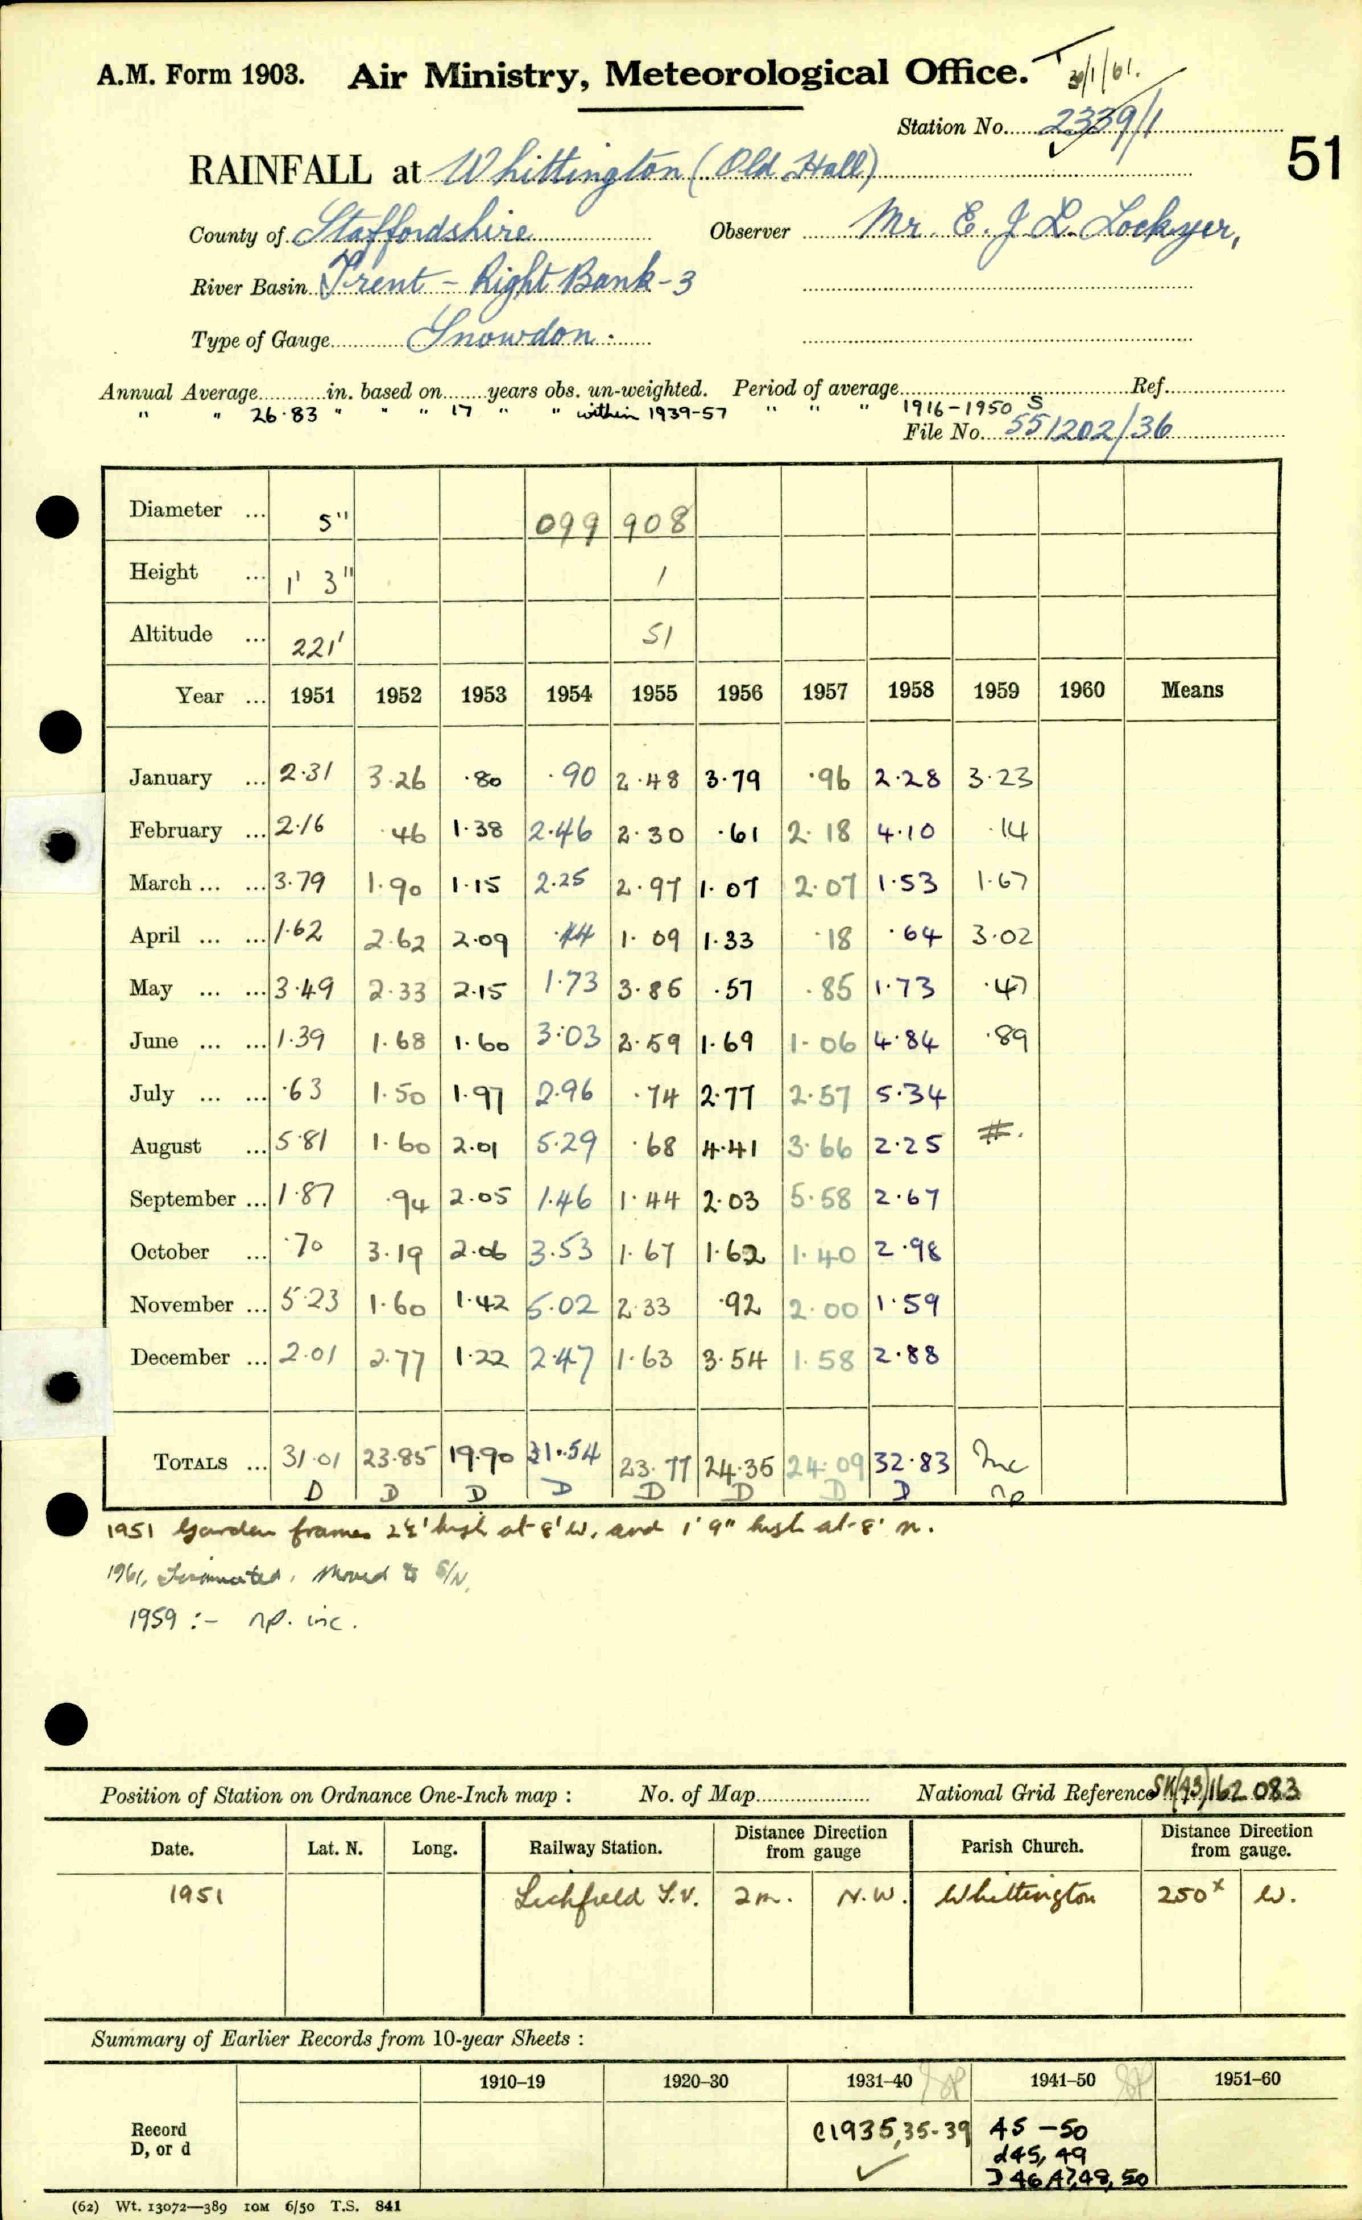 A.M. Form 1903. Air Ministry, Meteorological Office. T 30/1/61.
Station No. 2339/1
51
RAINFALL at Whittington (Old Hall)
County of Staffordshire Observer Mr. E. J. L. Lockyer,
River Basin Trent - Right Bank - 3
Type of Gauge Snowdon.
Annual Average in. based on years obs. un-weighted. Period of average Ref.
" " 26.83 " " " 17 " " within 1939-57 " " " 1916-1950 S
File No. 551202/36
Diameter ... 5" 099 908
Height ... 1' 3" 1
Altitude ... 221' 51
Year ... 1951 1952 1953 1954 1955 1956 1957 1958 1959 1960 Means
January ... 2.31 3.26 .80 .90 2.48 3.79 .96 2.28 3.23
February ... 2.16 .46 1.38 2.46 2.30 .61 2.18 4.10 .14
March ... ... 3.79 1.90 1.15 2.25 2.97 1.07 2.07 1.53 1.67
April ... ... 1.62 2.62 2.09 .44 1.09 1.33 .18 .64 3.02
May ... ... 3.49 2.33 2.15 1.73 3.85 .57 .85 1.73 .47
June ... ... 1.39 1.68 1.60 3.03 2.59 1.69 1.06 4.84 .89
July ... ... .63 1.50 1.97 2.96 .74 2.77 2.57 5.34
August ... 5.81 1.60 2.01 5.29 .68 4.41 3.66 2.25 #.
September ... 1.87 .94 2.05 1.46 1.44 2.03 5.58 2.67
October ... .70 3.19 2.06 3.53 1.67 1.62 1.40 2.98
November ... 5.23 1.60 1.42 5.02 2.33 .92 2.00 1.59
December ... 2.01 2.77 1.22 2.47 1.63 3.54 1.58 2.88
TOTALS ... 31.01 23.85 19.90 31.54 23.77 24.35 24.09 32.83 Inc
D D D D D D D D np
1951 Garden frames 2½' high at 8' W. and 1' 9" high at 8' N.
1961, Terminated, moved to S/N.
1959 :- np. inc.
Position of Station on Ordnance One-Inch map : No. of Map National Grid Reference SK(43)162 083
Date. Lat. N. Long. Railway Station. Distance from Direction gauge Parish Church. Distance from Direction gauge.
1951 Lichfield T.V. 2m. N.W. Whittington 250x W.
Summary of Earlier Records from 10-year Sheets :
1910–19 1920–30 1931–40 1941–50 1951–60
Record D, or d C1935,35-39 45-50
d45, 49
D 46,47,48,50
(62) Wt. 13072—389 10M 6/50 T.S. 841